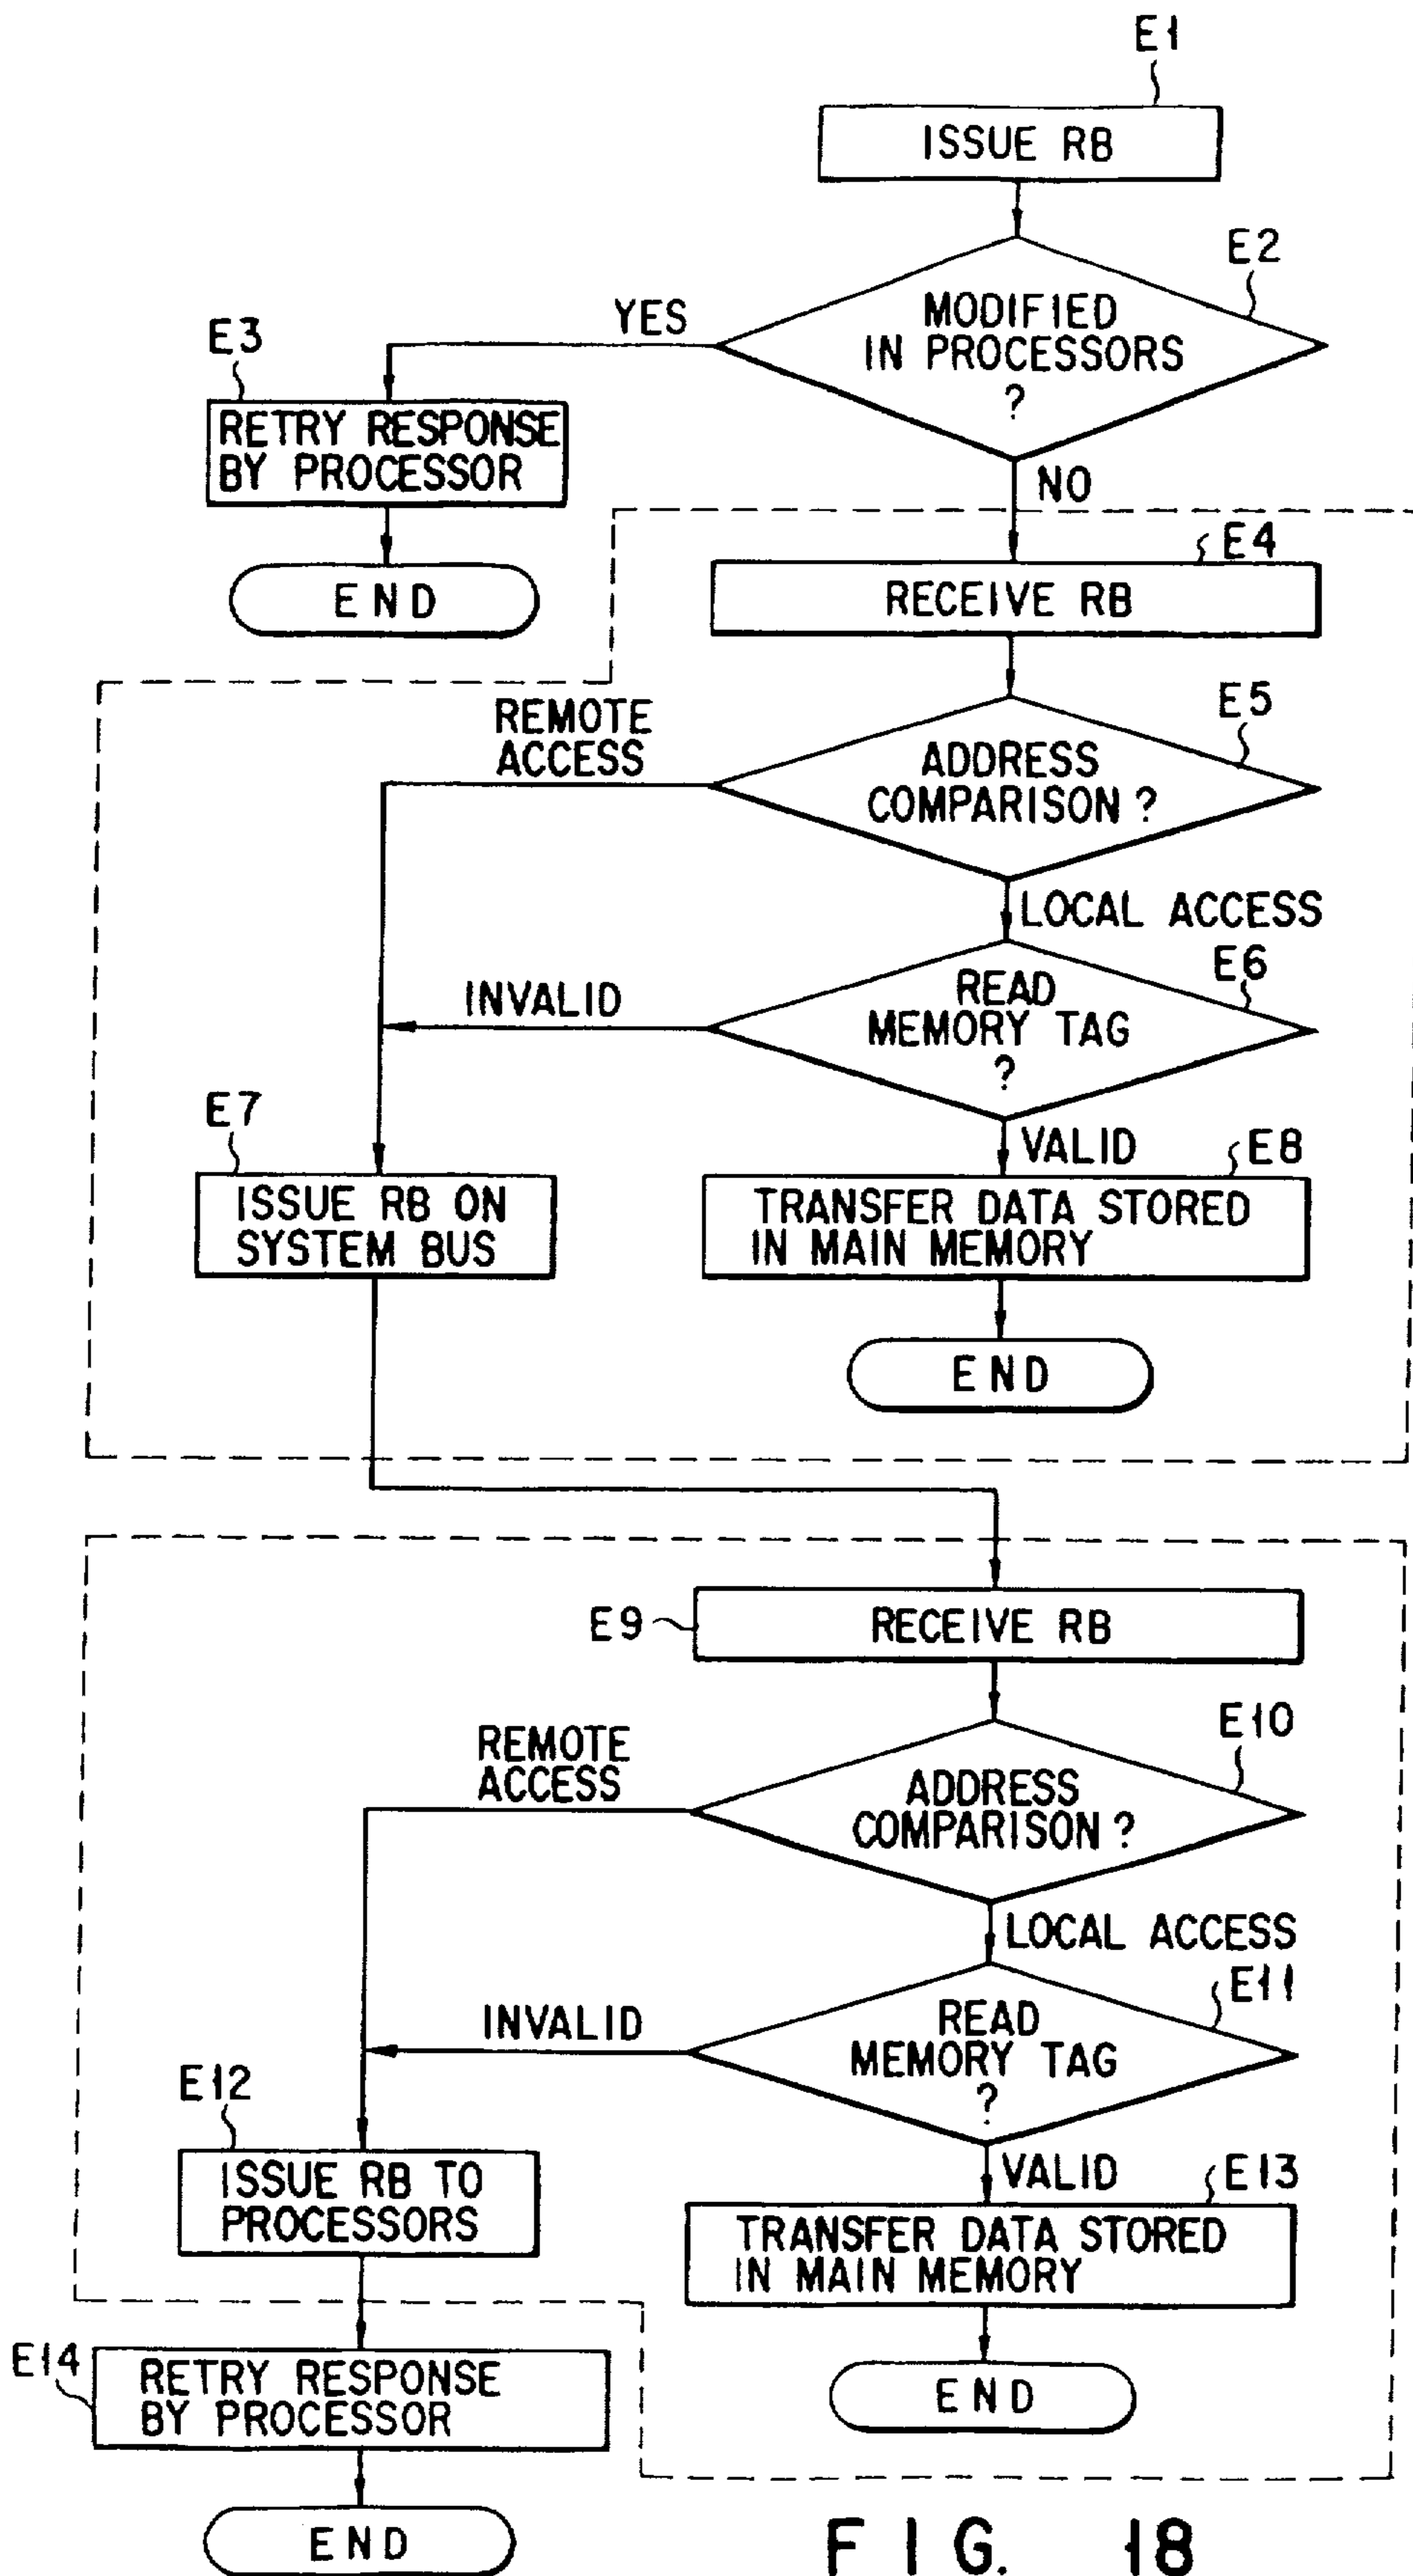 E1
ISSUE RB
E2
MODIFIED
IN PROCESSORS
?
YES
E3
RETRY RESPONSE
BY PROCESSOR
END
NO
E4
RECEIVE RB
E5
REMOTE
ACCESS
ADDRESS
COMPARISON ?
LOCAL ACCESS
E6
INVALID
READ
MEMORY TAG
?
E7
VALID
E8
ISSUE RB ON
SYSTEM BUS
TRANSFER DATA STORED
IN MAIN MEMORY
END
E9
RECEIVE RB
E10
REMOTE
ACCESS
ADDRESS
COMPARISON ?
LOCAL ACCESS
E11
INVALID
READ
MEMORY TAG
?
E12
VALID
E13
ISSUE RB TO
PROCESSORS
TRANSFER DATA STORED
IN MAIN MEMORY
E14
RETRY RESPONSE
BY PROCESSOR
END
END
FIG. 18